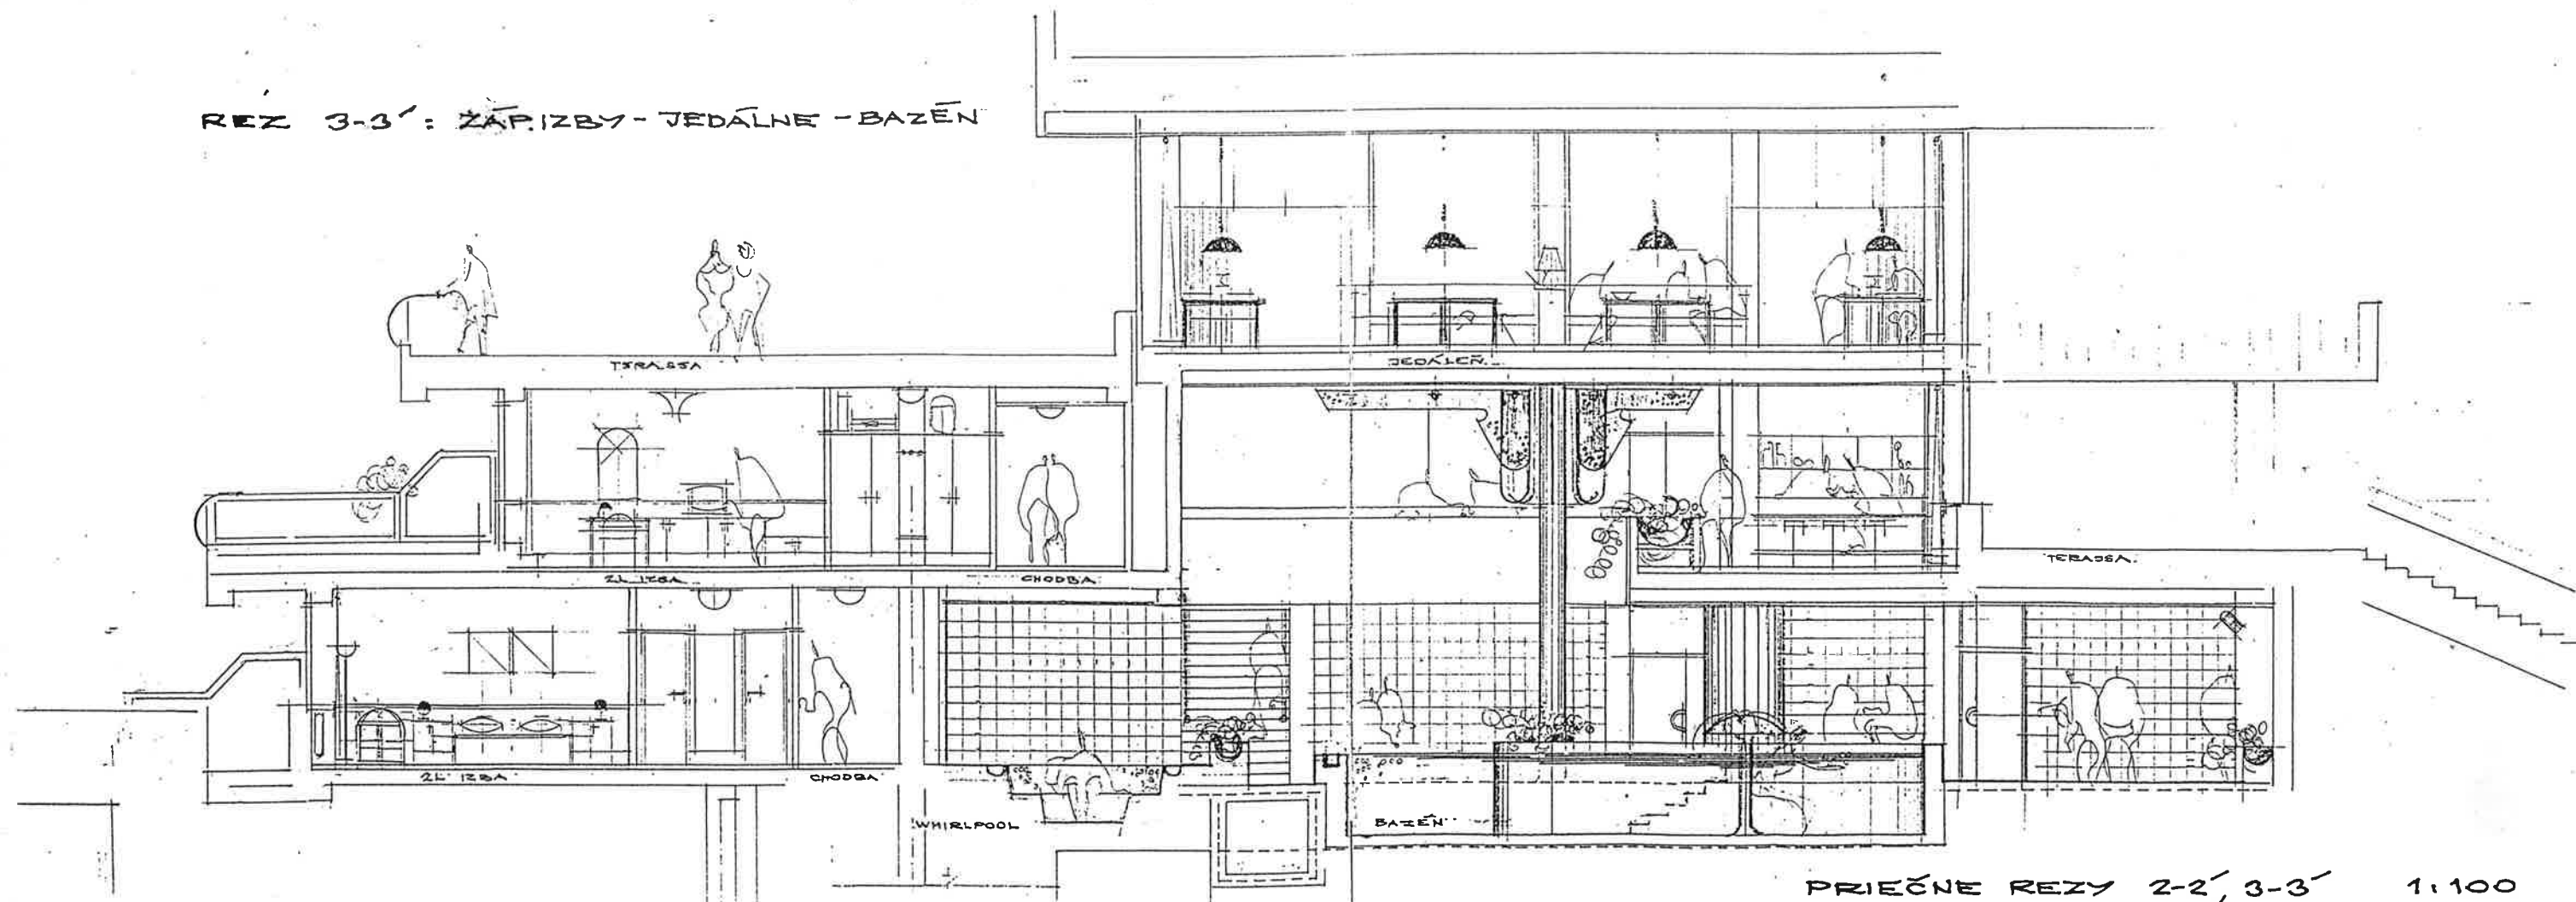 REZ 3-3': ZÁP. IZBY - JEDÁLNE - BAZÉN
TERASSA
JEDÁLEŇ
2L IZBA
CHODBA
TERASSA
2L IZBA
CHODBA
WHIRLPOOL
BAZÉN
PRIEČNE REZY 2-2', 3-3' 1:100